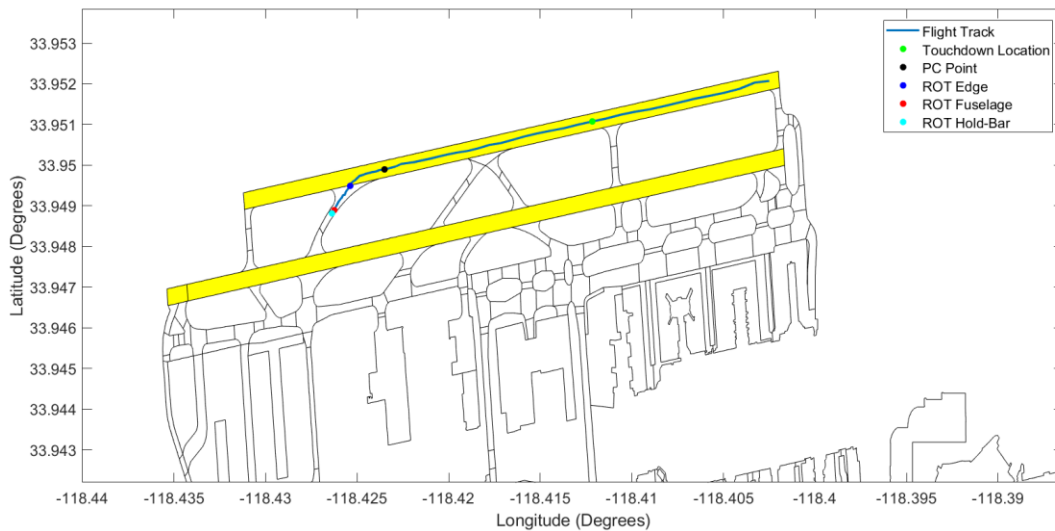 33.953
33.952
33.951
33.95
33.949
33.948
33.947
33.946
33.945
33.944
33.943
Latitude (Degrees)
-118.44
-118.435
-118.43
-118.425
-118.42
-118.415
-118.41
-118.405
-118.4
-118.395
-118.39
Longitude (Degrees)
Flight Track
Touchdown Location
PC Point
ROT Edge
ROT Fuselage
ROT Hold-Bar